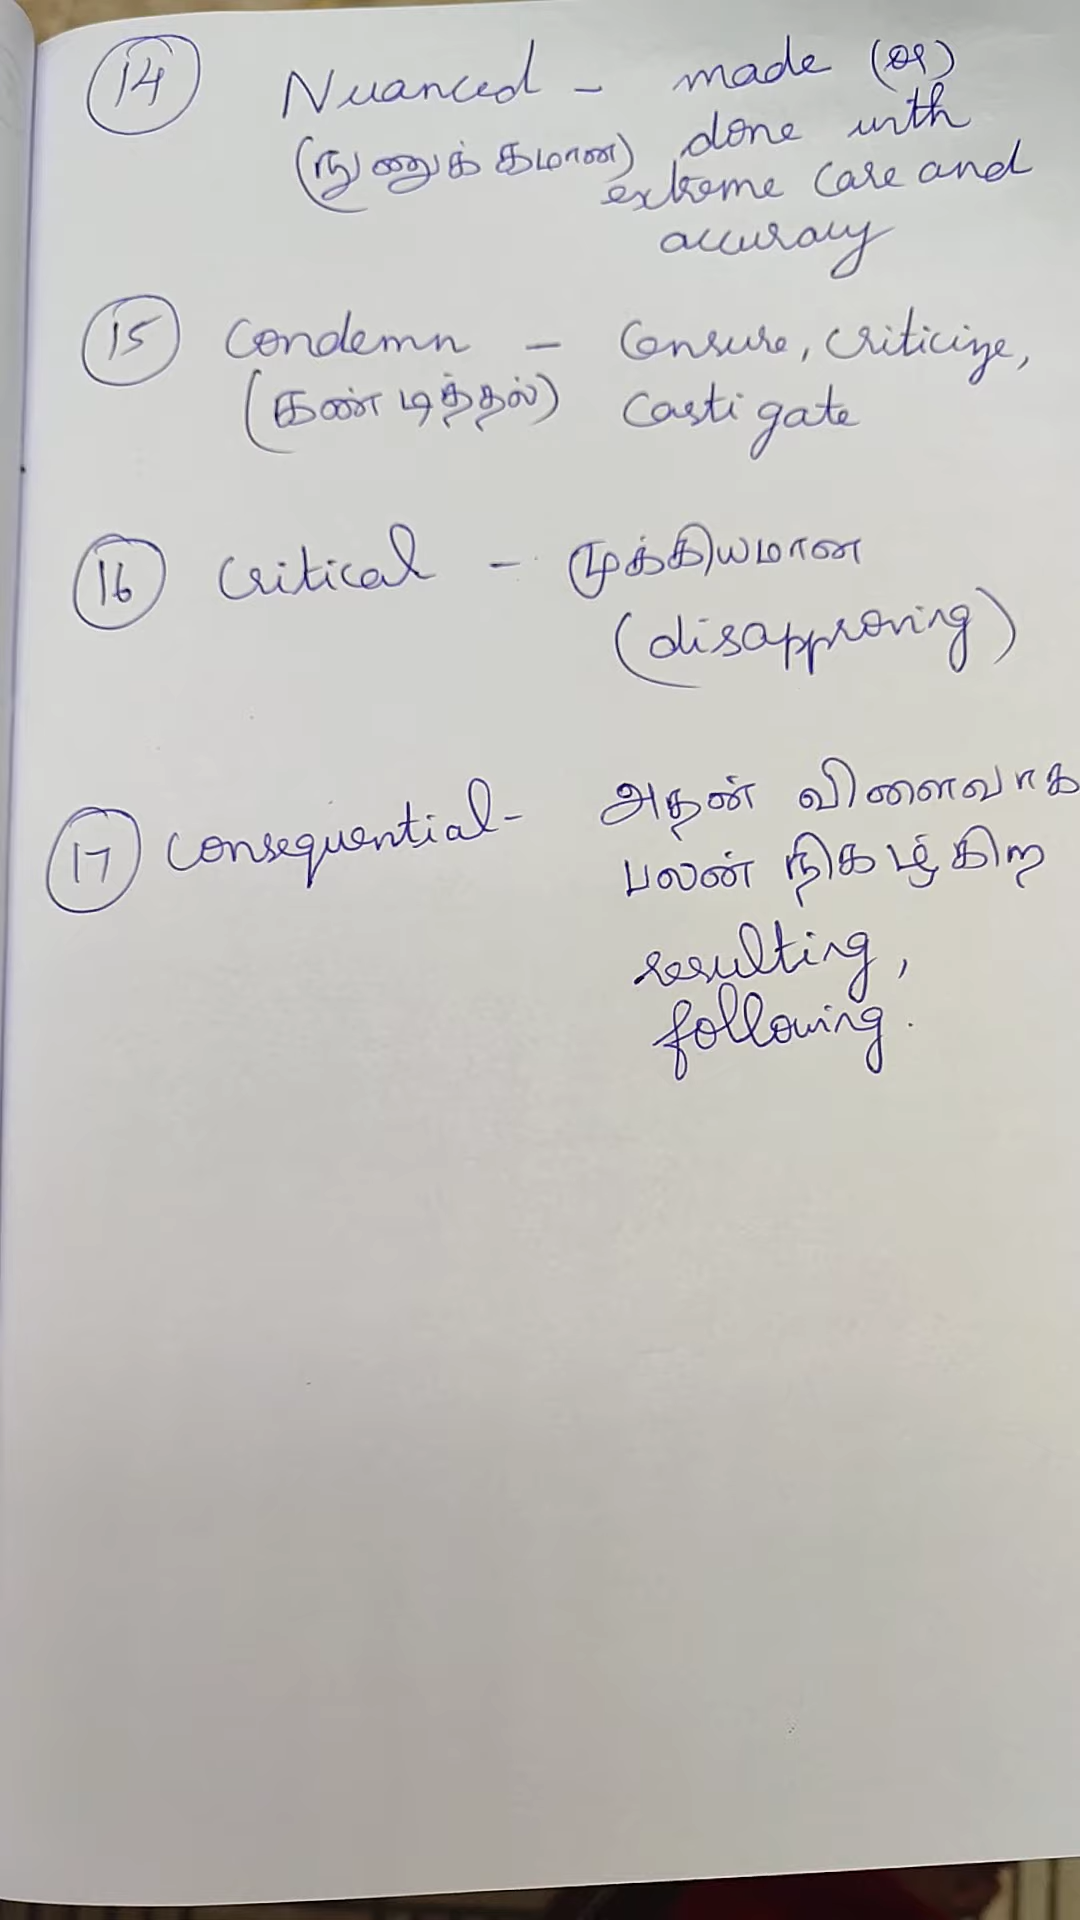 14 Nuanced - made (or)
(நுணுக்கமான) done with
extreme care and
accuracy
15 Condemn - Censure, criticize,
(கண்டித்தல்) Castigate
16 Critical - முக்கியமான
(disapproving)
17 Consequential - அதன் விளைவாக
பலன் நிகழ்கிற
resulting,
following.